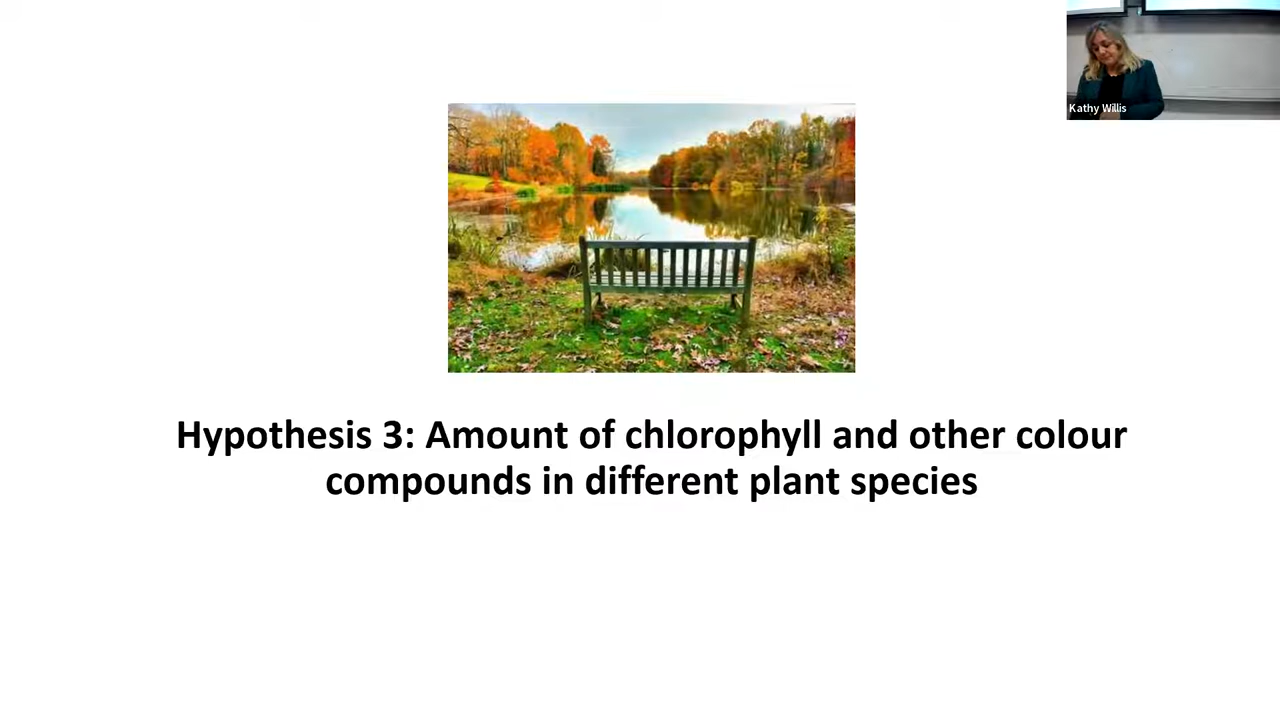 Kathy Willis
Hypothesis 3: Amount of chlorophyll and other colour
compounds in different plant species